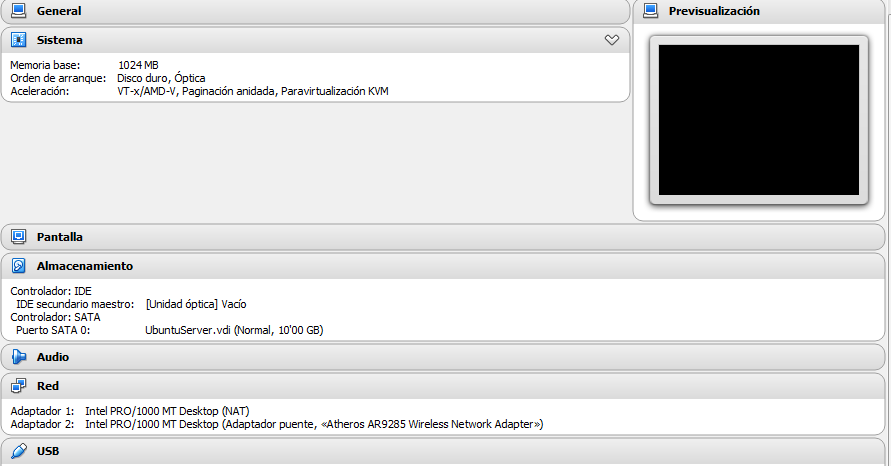 General
Previsualización
Sistema
Memoria base: 1024 MB
Orden de arranque: Disco duro, Óptica
Aceleración: VT-x/AMD-V, Paginación anidada, Paravirtualización KVM
Pantalla
Almacenamiento
Controlador: IDE
IDE secundario maestro: [Unidad óptica] Vacío
Controlador: SATA
Puerto SATA 0: UbuntuServer.vdi (Normal, 10'00 GB)
Audio
Red
Adaptador 1: Intel PRO/1000 MT Desktop (NAT)
Adaptador 2: Intel PRO/1000 MT Desktop (Adaptador puente, «Atheros AR9285 Wireless Network Adapter»)
USB